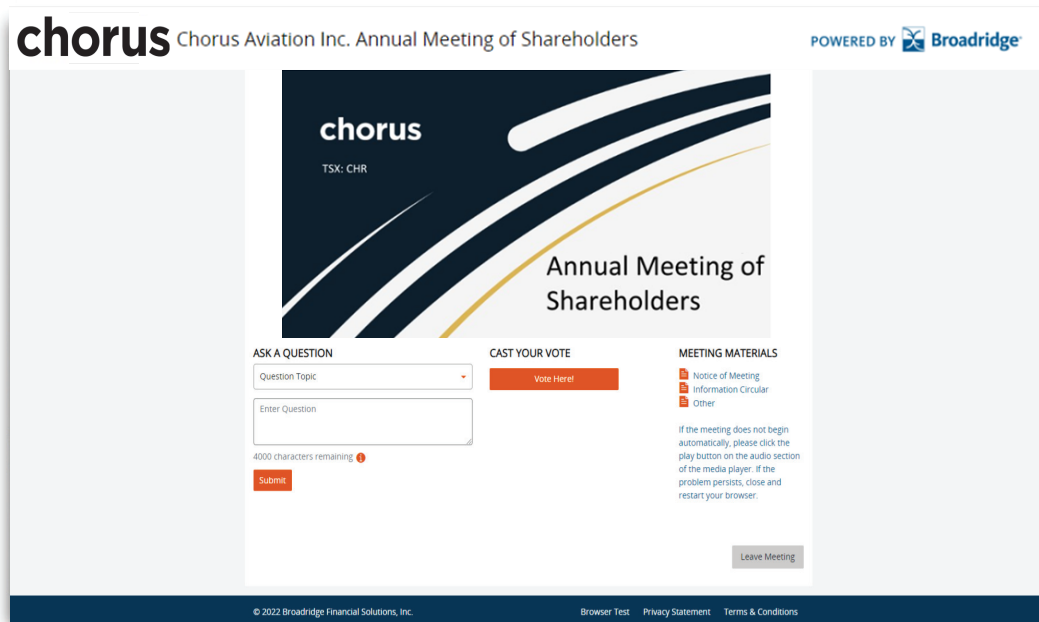 chorus Chorus Aviation Inc. Annual Meeting of Shareholders
POWERED BY Broadridge
chorus
TSX: CHR
Annual Meeting of
Shareholders
ASK A QUESTION
Question Topic
Enter Question
4000 characters remaining
Submit
CAST YOUR VOTE
Vote Here!
MEETING MATERIALS
Notice of Meeting
Information Circular
Other
If the meeting does not begin
automatically, please click the
play button on the audio section
of the media player. If the
problem persists, close and
restart your browser.
Leave Meeting
© 2022 Broadridge Financial Solutions, Inc.
Browser Test Privacy Statement Terms & Conditions